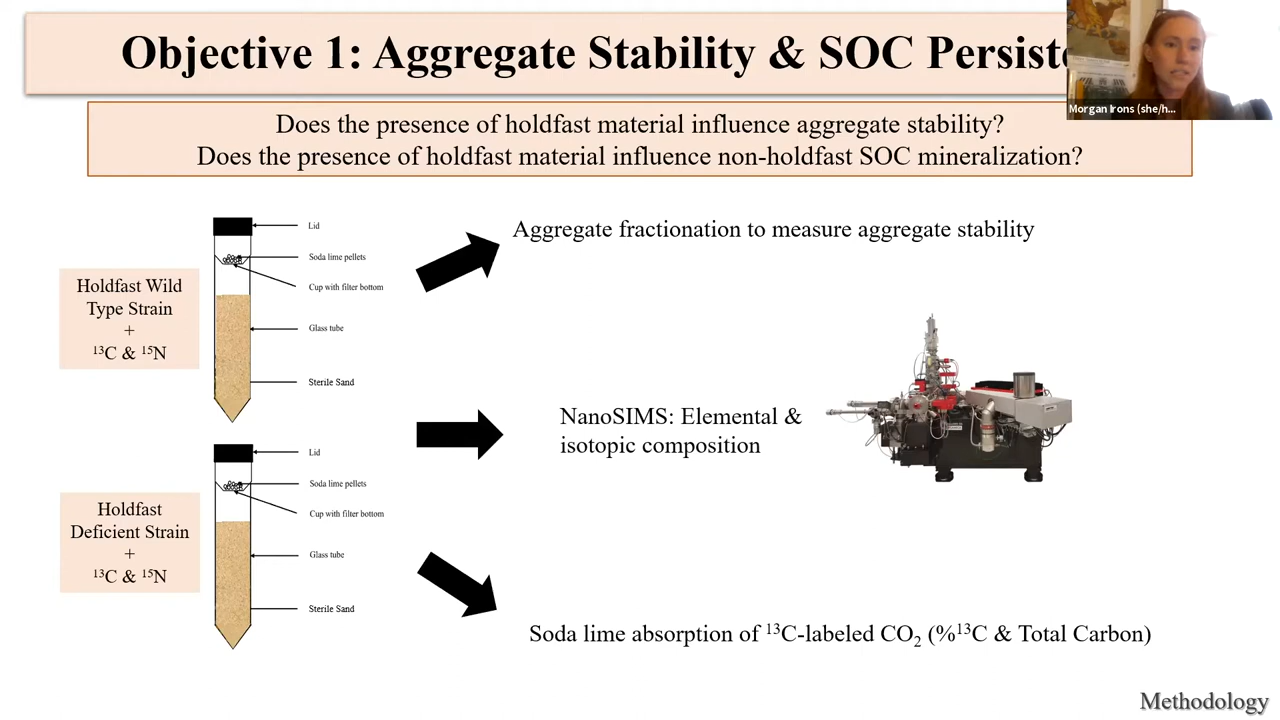 Objective 1: Aggregate Stability & SOC
Morgan Irons (she/h...
Does the presence of holdfast material influence aggregate stability?
Does the presence of holdfast material influence non-holdfast SOC mineralization?
Holdfast Wild
Type Strain
+
¹³C & ¹⁵N
Lid
Soda lime pellets
Cup with filter bottom
Glass tube
Sterile Sand
Holdfast
Deficient Strain
+
¹³C & ¹⁵N
Lid
Soda lime pellets
Cup with filter bottom
Glass tube
Sterile Sand
Aggregate fractionation to measure aggregate stability
NanoSIMS: Elemental &
isotopic composition
Soda lime absorption of ¹³C-labeled CO₂ (%¹³C & Total Carbon)
Methodology